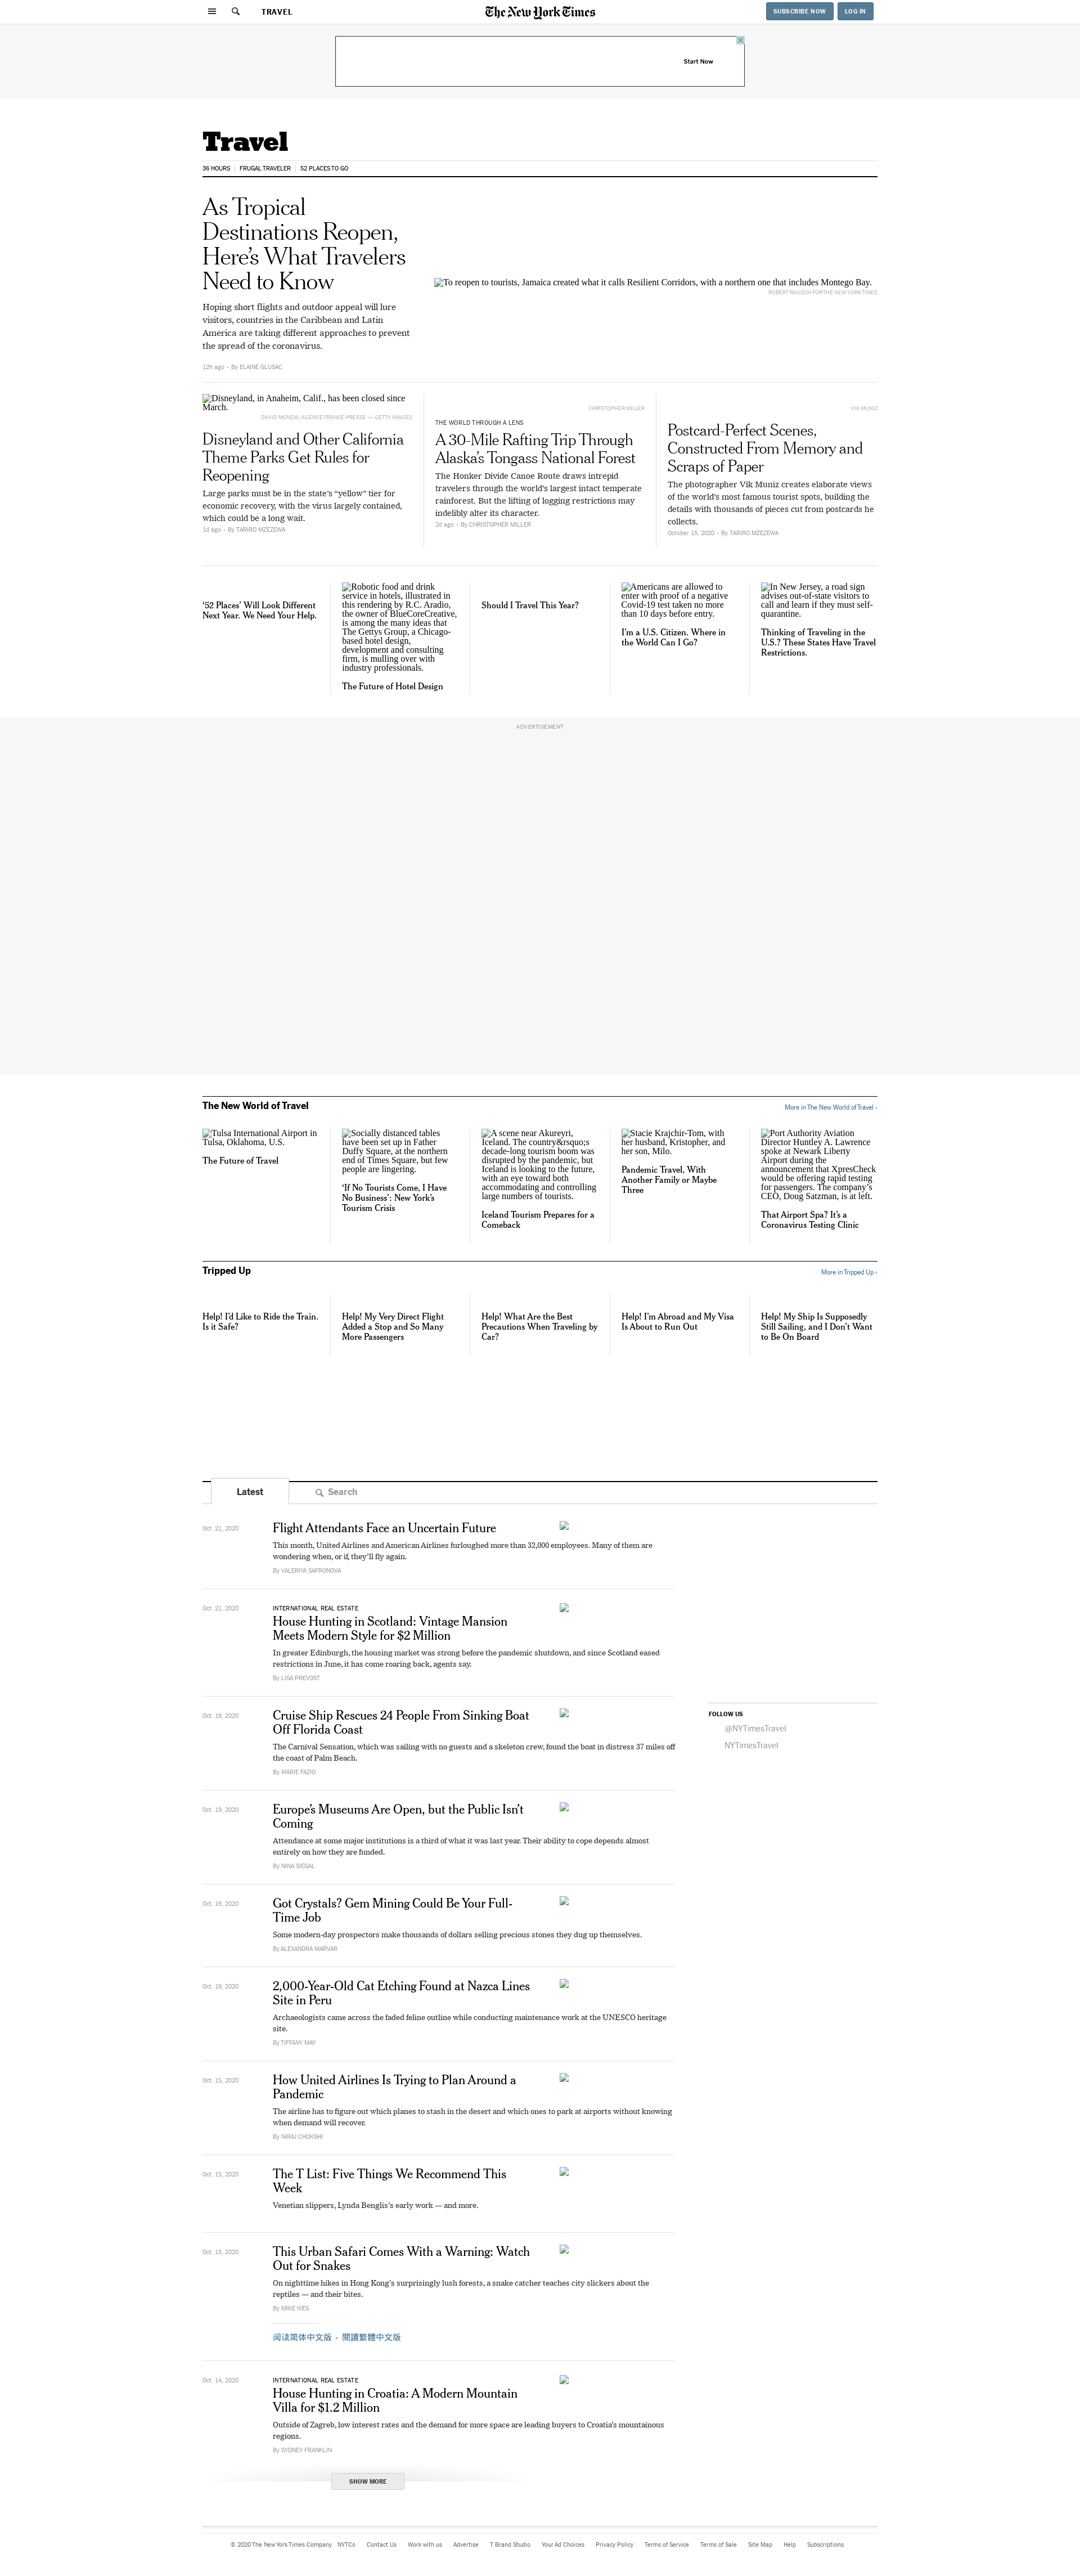 TRAVEL
The New York Times
SUBSCRIBE NOW
LOG IN
Start Now
Travel
36 HOURS
FRUGAL TRAVELER
52 PLACES TO GO
As Tropical
Destinations Reopen,
Here's What Travelers
Need to Know
Hoping short flights and outdoor appeal will lure
visitors, countries in the Caribbean and Latin
America are taking different approaches to prevent
the spread of the coronavirus.
12h ago - By ELAINE GLUSAC
To reopen to tourists, Jamaica created what it calls Resilient Corridors, with a northern one that includes Montego Bay.
ROBERT RAUSCH FOR THE NEW YORK TIMES
Disneyland, in Anaheim, Calif., has been closed since
March.
DAVID MCNEW/AGENCE FRANCE-PRESSE — GETTY IMAGES
Disneyland and Other California
Theme Parks Get Rules for
Reopening
Large parks must be in the state's “yellow” tier for
economic recovery, with the virus largely contained,
which could be a long wait.
1d ago - By TARIRO MZEZEWA
CHRISTOPHER MILLER
THE WORLD THROUGH A LENS
A 30-Mile Rafting Trip Through
Alaska's Tongass National Forest
The Honker Divide Canoe Route draws intrepid
travelers through the world's largest intact temperate
rainforest. But the lifting of logging restrictions may
indelibly alter its character.
2d ago - By CHRISTOPHER MILLER
VIK MUNIZ
Postcard-Perfect Scenes,
Constructed From Memory and
Scraps of Paper
The photographer Vik Muniz creates elaborate views
of the world's most famous tourist spots, building the
details with thousands of pieces cut from postcards he
collects.
October 15, 2020 - By TARIRO MZEZEWA
‘52 Places’ Will Look Different
Next Year. We Need Your Help.
Robotic food and drink
service in hotels, illustrated in
this rendering by R.C. Aradio,
the owner of BlueCoreCreative,
is among the many ideas that
The Gettys Group, a Chicago-
based hotel design,
development and consulting
firm, is mulling over with
industry professionals.
The Future of Hotel Design
Should I Travel This Year?
Americans are allowed to
enter with proof of a negative
Covid-19 test taken no more
than 10 days before entry.
I'm a U.S. Citizen. Where in
the World Can I Go?
In New Jersey, a road sign
advises out-of-state visitors to
call and learn if they must self-
quarantine.
Thinking of Traveling in the
U.S.? These States Have Travel
Restrictions.
ADVERTISEMENT
The New World of Travel
More in The New World of Travel ›
Tulsa International Airport in
Tulsa, Oklahoma, U.S.
The Future of Travel
Socially distanced tables
have been set up in Father
Duffy Square, at the northern
end of Times Square, but few
people are lingering.
‘If No Tourists Come, I Have
No Business’: New York's
Tourism Crisis
A scene near Akureyri,
Iceland. The country&rsquo;s
decade-long tourism boom was
disrupted by the pandemic, but
Iceland is looking to the future,
with an eye toward both
accommodating and controlling
large numbers of tourists.
Iceland Tourism Prepares for a
Comeback
Stacie Krajchir-Tom, with
her husband, Kristopher, and
her son, Milo.
Pandemic Travel, With
Another Family or Maybe
Three
Port Authority Aviation
Director Huntley A. Lawrence
spoke at Newark Liberty
Airport during the
announcement that XpresCheck
would be offering rapid testing
for passengers. The company's
CEO, Doug Satzman, is at left.
That Airport Spa? It's a
Coronavirus Testing Clinic
Tripped Up
More in Tripped Up ›
Help! I'd Like to Ride the Train.
Is it Safe?
Help! My Very Direct Flight
Added a Stop and So Many
More Passengers
Help! What Are the Best
Precautions When Traveling by
Car?
Help! I'm Abroad and My Visa
Is About to Run Out
Help! My Ship Is Supposedly
Still Sailing, and I Don't Want
to Be On Board
Latest
Search
Oct. 21, 2020
Flight Attendants Face an Uncertain Future
This month, United Airlines and American Airlines furloughed more than 32,000 employees. Many of them are
wondering when, or if, they'll fly again.
By VALERIYA SAFRONOVA
Oct. 21, 2020
INTERNATIONAL REAL ESTATE
House Hunting in Scotland: Vintage Mansion
Meets Modern Style for $2 Million
In greater Edinburgh, the housing market was strong before the pandemic shutdown, and since Scotland eased
restrictions in June, it has come roaring back, agents say.
By LISA PREVOST
Oct. 19, 2020
Cruise Ship Rescues 24 People From Sinking Boat
Off Florida Coast
The Carnival Sensation, which was sailing with no guests and a skeleton crew, found the boat in distress 37 miles off
the coast of Palm Beach.
By MARIE FAZIO
FOLLOW US
@NYTimesTravel
NYTimesTravel
Oct. 19, 2020
Europe's Museums Are Open, but the Public Isn't
Coming
Attendance at some major institutions is a third of what it was last year. Their ability to cope depends almost
entirely on how they are funded.
By NINA SIEGAL
Oct. 19, 2020
Got Crystals? Gem Mining Could Be Your Full-
Time Job
Some modern-day prospectors make thousands of dollars selling precious stones they dug up themselves.
By ALEXANDRA MARVAR
Oct. 19, 2020
2,000-Year-Old Cat Etching Found at Nazca Lines
Site in Peru
Archaeologists came across the faded feline outline while conducting maintenance work at the UNESCO heritage
site.
By TIFFANY MAY
Oct. 15, 2020
How United Airlines Is Trying to Plan Around a
Pandemic
The airline has to figure out which planes to stash in the desert and which ones to park at airports without knowing
when demand will recover.
By NIRAJ CHOKSHI
Oct. 15, 2020
The T List: Five Things We Recommend This
Week
Venetian slippers, Lynda Benglis's early work — and more.
Oct. 15, 2020
This Urban Safari Comes With a Warning: Watch
Out for Snakes
On nighttime hikes in Hong Kong's surprisingly lush forests, a snake catcher teaches city slickers about the
reptiles — and their bites.
By MIKE IVES
阅读简体中文版 · 閱讀繁體中文版
Oct. 14, 2020
INTERNATIONAL REAL ESTATE
House Hunting in Croatia: A Modern Mountain
Villa for $1.2 Million
Outside of Zagreb, low interest rates and the demand for more space are leading buyers to Croatia's mountainous
regions.
By SYDNEY FRANKLIN
SHOW MORE
© 2020 The New York Times Company NYTCo Contact Us Work with us Advertise T Brand Studio Your Ad Choices Privacy Policy Terms of Service Terms of Sale Site Map Help Subscriptions